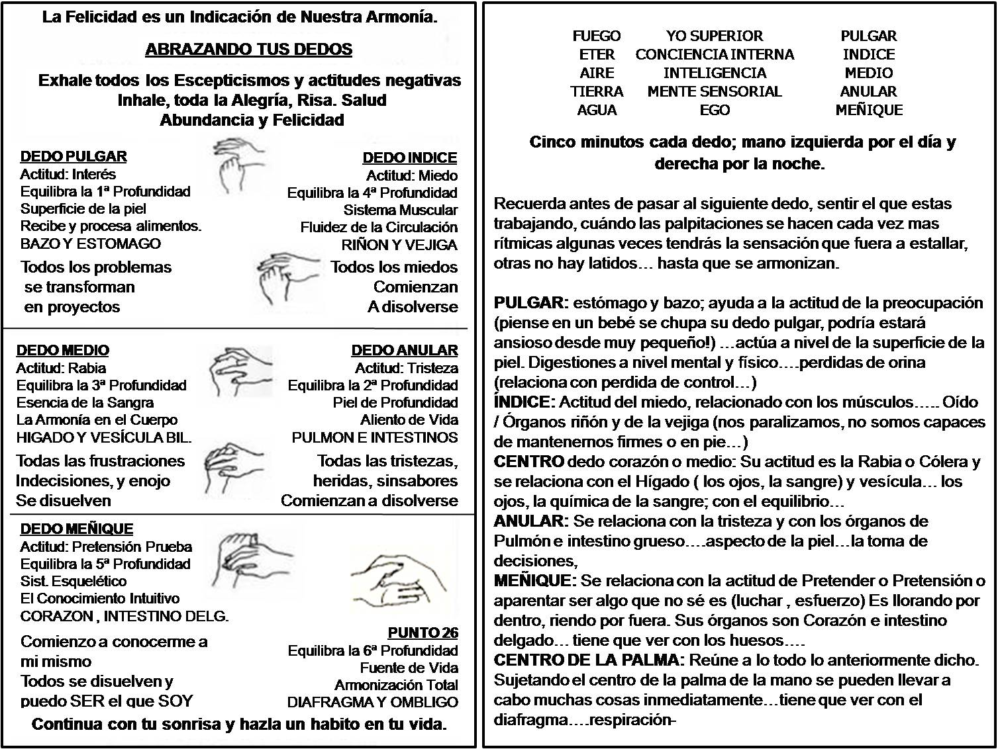 La Felicidad es un Indicación de Nuestra Armonía.
ABRAZANDO TUS DEDOS
Exhale todos los Escepticismos y actitudes negativas
Inhale, toda la Alegría, Risa. Salud
Abundancia y Felicidad
DEDO PULGAR
Actitud: Interés
Equilibra la 1ª Profundidad
Superficie de la piel
Recibe y procesa alimentos.
BAZO Y ESTOMAGO
Todos los problemas
se transforman
en proyectos
DEDO INDICE
Actitud: Miedo
Equilibra la 4ª Profundidad
Sistema Muscular
Fluidez de la Circulación
RIÑON Y VEJIGA
Todos los miedos
Comienzan
A disolverse
DEDO MEDIO
Actitud: Rabia
Equilibra la 3ª Profundidad
Esencia de la Sangra
La Armonía en el Cuerpo
HIGADO Y VESÍCULA BIL.
Todas las frustraciones
Indecisiones, y enojo
Se disuelven
DEDO ANULAR
Actitud: Tristeza
Equilibra la 2ª Profundidad
Piel de Profundidad
Aliento de Vida
PULMON E INTESTINOS
Todas las tristezas,
heridas, sinsabores
Comienzan a disolverse
DEDO MEÑIQUE
Actitud: Pretensión Prueba
Equilibra la 5ª Profundidad
Sist. Esquelético
El Conocimiento Intuitivo
CORAZON , INTESTINO DELG.
Comienzo a conocerme a
mi mismo
Todos se disuelven y
puedo SER el que SOY
PUNTO 26
Equilibra la 6ª Profundidad
Fuente de Vida
Armonización Total
DIAFRAGMA Y OMBLIGO
Continua con tu sonrisa y hazla un habito en tu vida.
FUEGO YO SUPERIOR PULGAR
ETER CONCIENCIA INTERNA INDICE
AIRE INTELIGENCIA MEDIO
TIERRA MENTE SENSORIAL ANULAR
AGUA EGO MEÑIQUE
Cinco minutos cada dedo; mano izquierda por el día y
derecha por la noche.
Recuerda antes de pasar al siguiente dedo, sentir el que estas
trabajando, cuándo las palpitaciones se hacen cada vez mas
rítmicas algunas veces tendrás la sensación que fuera a estallar,
otras no hay latidos… hasta que se armonizan.
PULGAR: estómago y bazo; ayuda a la actitud de la preocupación
(piense en un bebé se chupa su dedo pulgar, podría estará
ansioso desde muy pequeño!) …actúa a nivel de la superficie de la
piel. Digestiones a nivel mental y físico….perdidas de orina
(relaciona con perdida de control…)
ÍNDICE: Actitud del miedo, relacionado con los músculos….. Oído
/ Órganos riñón y de la vejiga (nos paralizamos, no somos capaces
de mantenernos firmes o en pie…)
CENTRO dedo corazón o medio: Su actitud es la Rabia o Cólera y
se relaciona con el Hígado ( los ojos, la sangre) y vesícula… los
ojos, la química de la sangre; con el equilibrio…
ANULAR: Se relaciona con la tristeza y con los órganos de
Pulmón e intestino grueso….aspecto de la piel…la toma de
decisiones,
MEÑIQUE: Se relaciona con la actitud de Pretender o Pretensión o
aparentar ser algo que no sé es (luchar , esfuerzo) Es llorando por
dentro, riendo por fuera. Sus órganos son Corazón e intestino
delgado… tiene que ver con los huesos….
CENTRO DE LA PALMA: Reúne a lo todo lo anteriormente dicho.
Sujetando el centro de la palma de la mano se pueden llevar a
cabo muchas cosas inmediatamente…tiene que ver con el
diafragma….respiración-